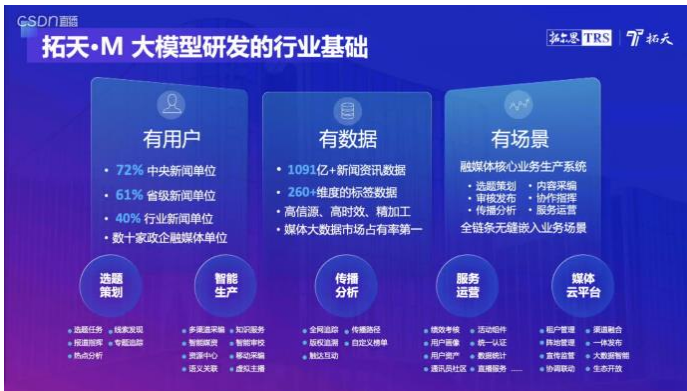 CSDN直播
拓天·M 大模型研发的行业基础
拓尔思 TRS 拓天
有用户
• 72% 中央新闻单位
• 61% 省级新闻单位
• 40% 行业新闻单位
• 数十家政企融媒体单位
有数据
• 1091亿+新闻资讯数据
• 260+维度的标签数据
• 高信源、高时效、精加工
• 媒体大数据市场占有率第一
有场景
融媒体核心业务生产系统
• 选题策划 • 内容采编
• 审核发布 • 协作指挥
• 传播分析 • 服务运营
全链条无缝嵌入业务场景
选题
策划
• 选题任务 • 线索发现
• 报道指挥 • 专题追踪
• 热点分析
智能
生产
• 多渠道采编 • 知识服务
• 智能媒资 • 智能审校
• 资源中心 • 移动采编
• 语义关联 • 虚拟主播
传播
分析
• 全网追踪 • 传播路径
• 版权追溯 • 自定义榜单
• 触达互动
服务
运营
• 绩效考核 • 活动组件
• 用户画像 • 统一认证
• 用户资产 • 数据统计
• 通讯员社区 • 直播服务 ......
媒体
云平台
• 租户管理 • 渠道融合
• 阵地管理 • 一体发布
• 宣传监管 • 大数据智能
• 协调联动 • 生态开放